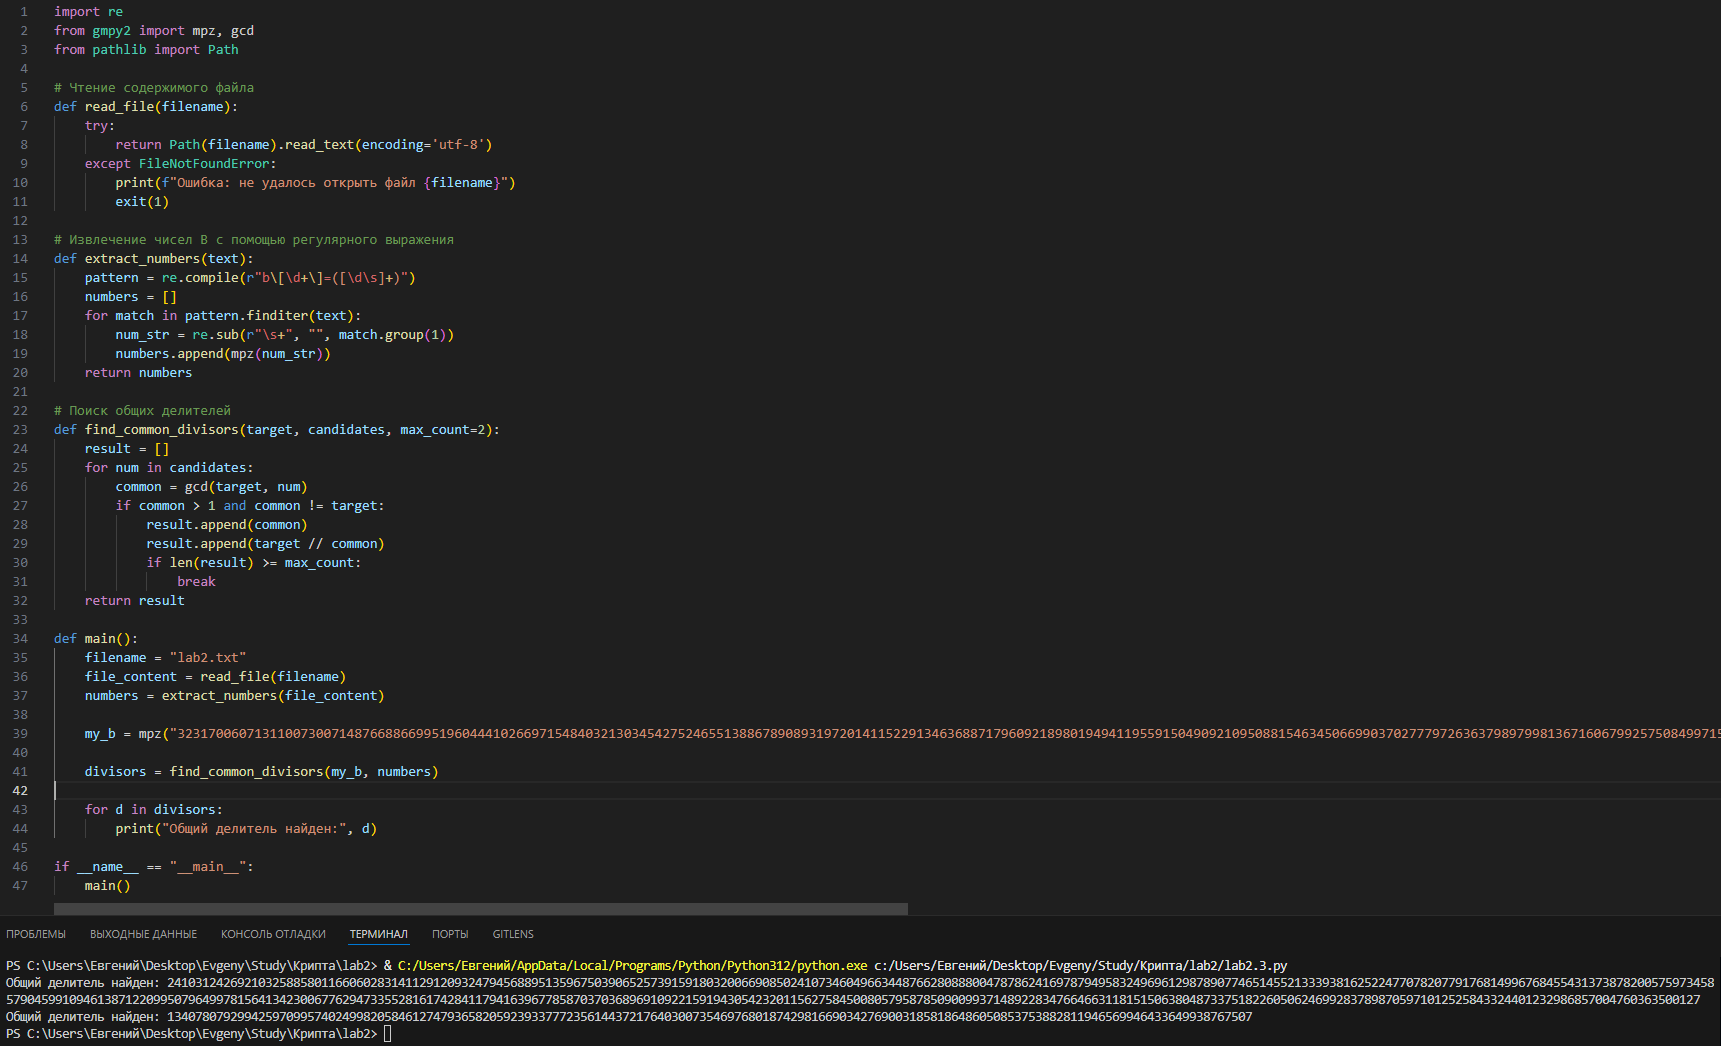 1 import re
2 from gmpy2 import mpz, gcd
3 from pathlib import Path
4
5 # Чтение содержимого файла
6 def read_file(filename):
7 try:
8 return Path(filename).read_text(encoding='utf-8')
9 except FileNotFoundError:
10 print(f"Ошибка: не удалось открыть файл {filename}")
11 exit(1)
12
13 # Извлечение чисел B с помощью регулярного выражения
14 def extract_numbers(text):
15 pattern = re.compile(r"b\[\d+\]=([\d\s]+)")
16 numbers = []
17 for match in pattern.finditer(text):
18 num_str = re.sub(r"\s+", "", match.group(1))
19 numbers.append(mpz(num_str))
20 return numbers
21
22 # Поиск общих делителей
23 def find_common_divisors(target, candidates, max_count=2):
24 result = []
25 for num in candidates:
26 common = gcd(target, num)
27 if common > 1 and common != target:
28 result.append(common)
29 result.append(target // common)
30 if len(result) >= max_count:
31 break
32 return result
33
34 def main():
35 filename = "lab2.txt"
36 file_content = read_file(filename)
37 numbers = extract_numbers(file_content)
38
39 my_b = mpz("
40
41 divisors = find_common_divisors(my_b, numbers)
42
43 for d in divisors:
44 print("Общий делитель найден:", d)
45
46 if __name__ == "__main__":
47 main()
ПРОБЛЕМЫ ВЫХОДНЫЕ ДАННЫЕ КОНСОЛЬ ОТЛАДКИ ТЕРМИНАЛ ПОРТЫ GITLENS
PS C:\Users\Евгений\Desktop\Evgeny\Study\Крипта\lab2> & C:/Users/Евгений/AppData/Local/Programs/Python/Python312/python.exe c:/Users/Евгений/Desktop/Evgeny/Study/Крипта/lab2/lab2.3.py
Общий делитель найден:
Общий делитель найден:
PS C:\Users\Евгений\Desktop\Evgeny\Study\Крипта\lab2>